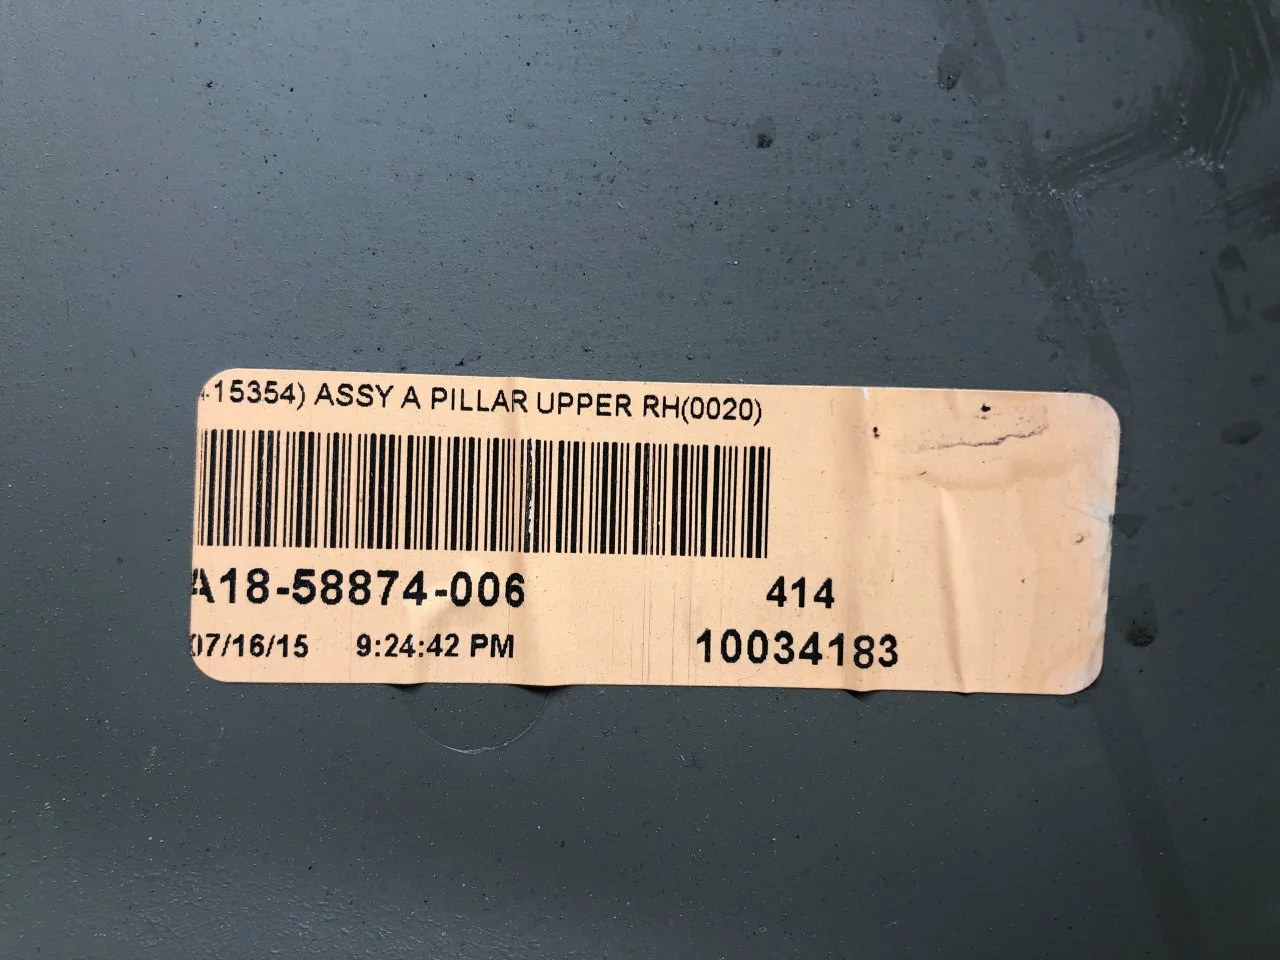 15354) ASSY A PILLAR UPPER RH(0020)
A18-58874-006 414
07/16/15 9:24:42 PM 10034183